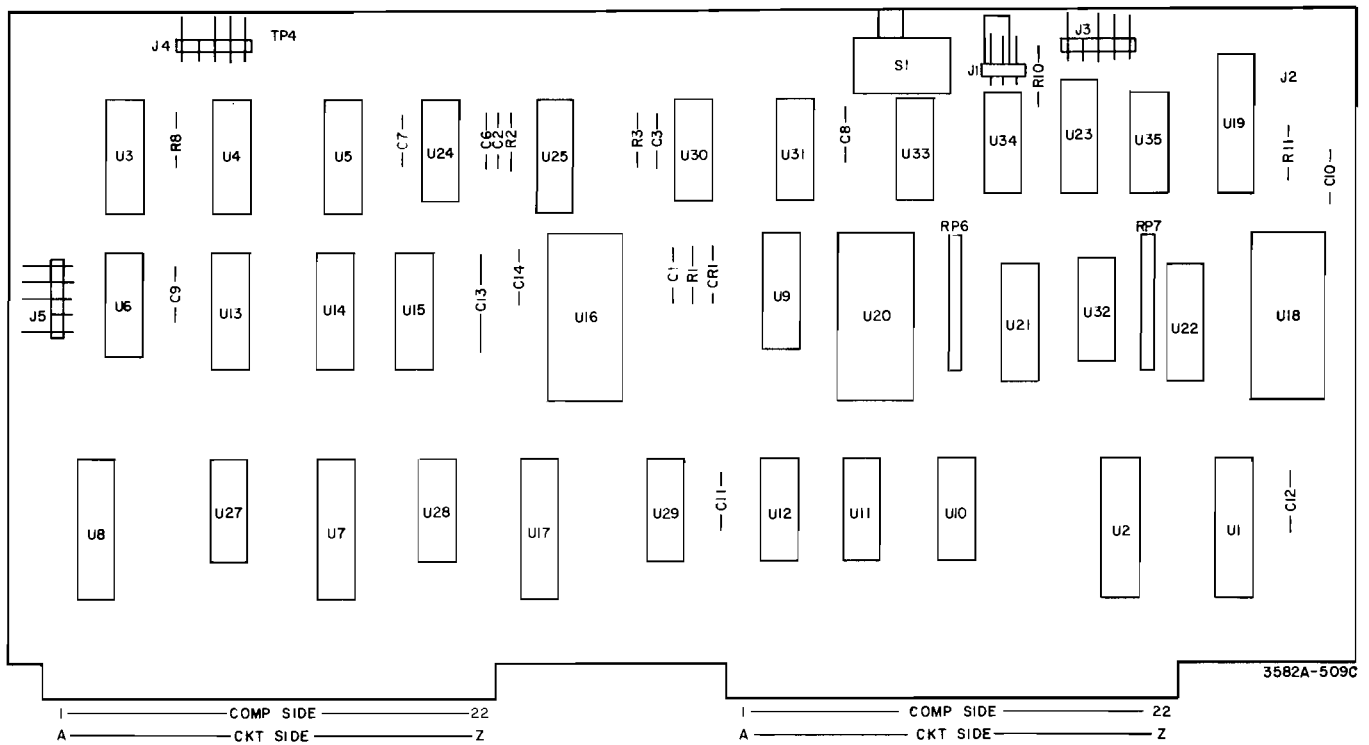 J4 TP4 S1 J1 R10 J3 J2
U3 R8 U4 U5 C7 U24 C6 C2 R2 U25 R3 C3 U30 U31 C8 U33 U34 U23 U35 U19 R11 C10
RP6 RP7
J5 U6 C9 U13 U14 U15 C13 C14 U16 C1 R1 CR1 U9 U20 U21 U32 U22 U18
U8 U27 U7 U28 U17 U29 C11 U12 U11 U10 U2 U1 C12
3582A-509C
1 COMP SIDE 22 1 COMP SIDE 22
A CKT SIDE Z A CKT SIDE Z